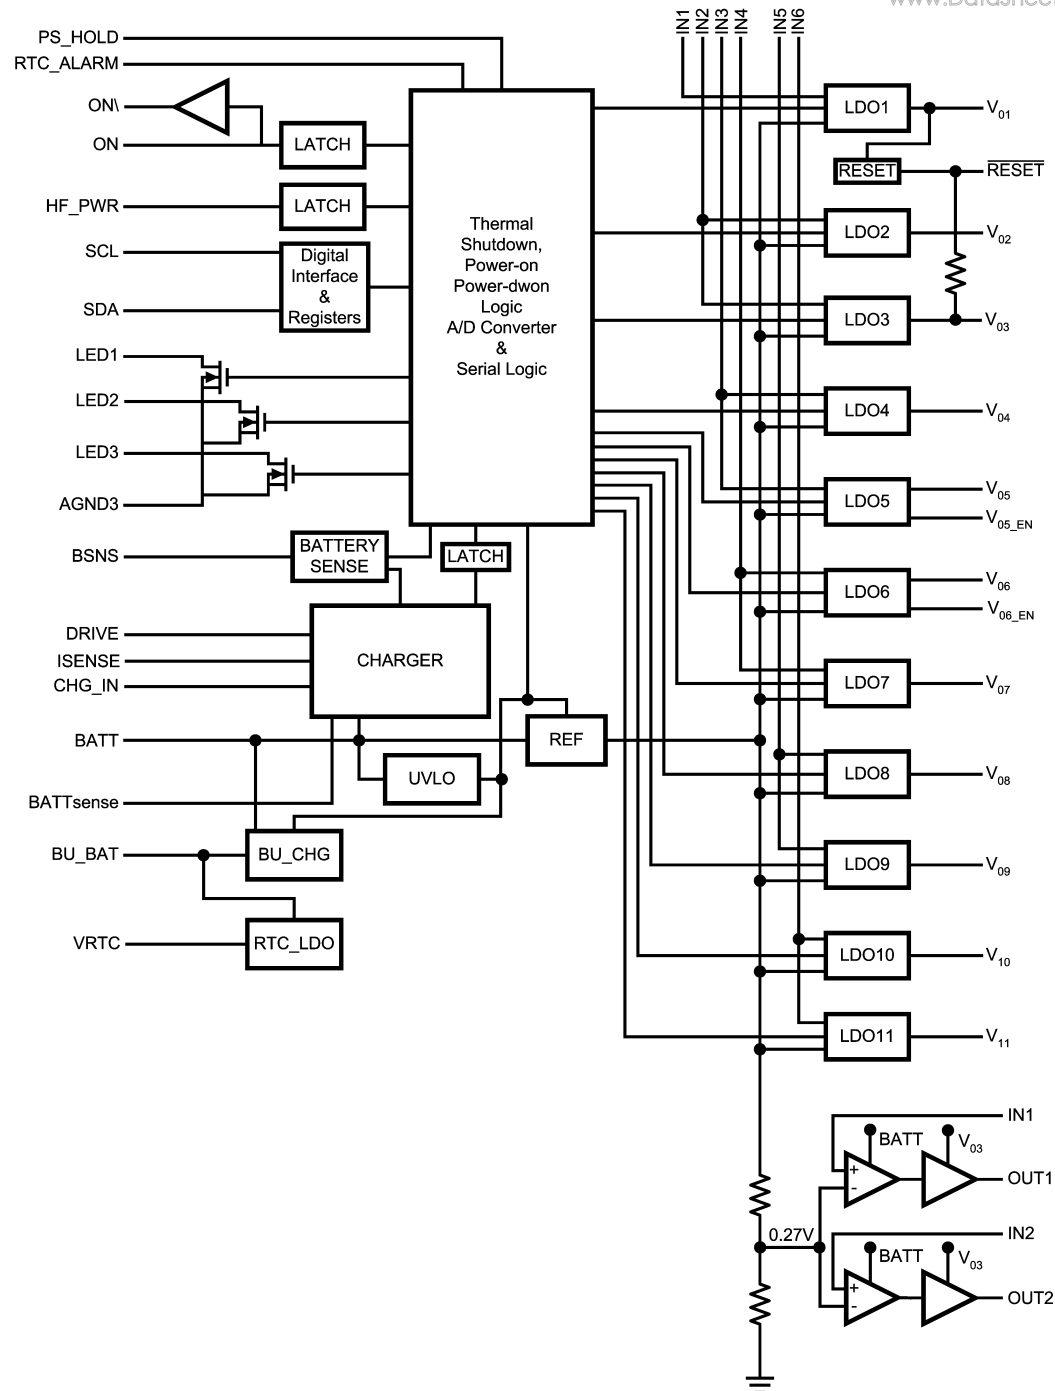 www.Datasheet
IN1
IN2
IN3
IN4
IN5
IN6
PS_HOLD
RTC_ALARM
ON\
ON
LATCH
HF_PWR
LATCH
SCL
SDA
Digital
Interface
&
Registers
LED1
LED2
LED3
AGND3
Thermal
Shutdown,
Power-on
Power-dwon
Logic
A/D Converter
&
Serial Logic
BSNS
BATTERY
SENSE
LATCH
DRIVE
ISENSE
CHG_IN
CHARGER
BATT
REF
UVLO
BATTsense
BU_BAT
BU_CHG
VRTC
RTC_LDO
LDO1
V01
RESET
RESET
LDO2
V02
LDO3
V03
LDO4
V04
LDO5
V05
V05_EN
LDO6
V06
V06_EN
LDO7
V07
LDO8
V08
LDO9
V09
LDO10
V10
LDO11
V11
IN1
BATT
V03
+
-
OUT1
0.27V
IN2
BATT
V03
+
-
OUT2